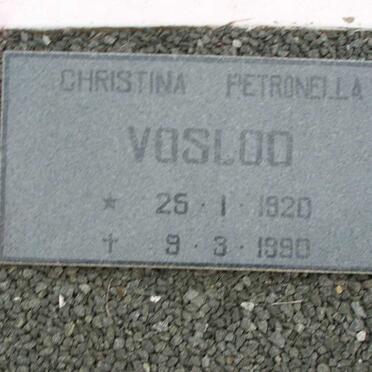 CHRISTINA PETRONELLA
VOSLOO
* 25 · 1 · 1920
† 9 · 3 · 1990